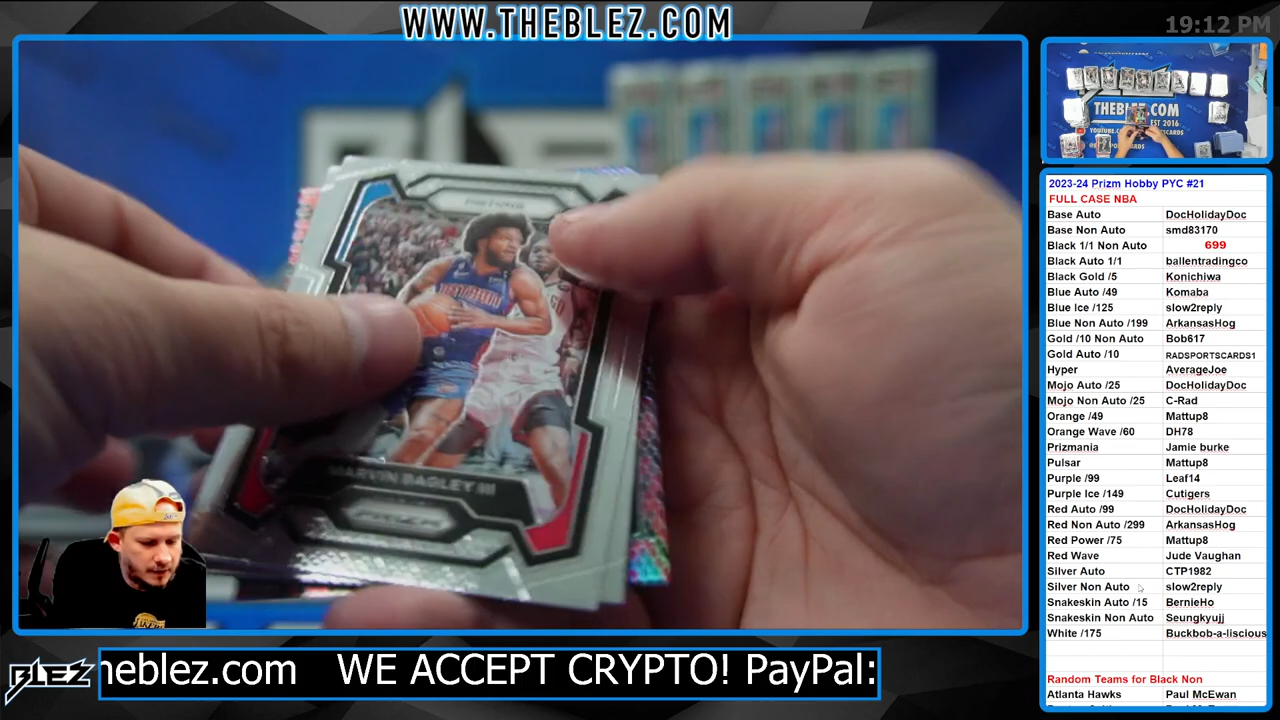 WWW.THEBLEZ.COM
19:12 PM
THEBLEZ.COM
EST 2016
2023-24 Prizm Hobby PYC #21
FULL CASE NBA
Base Auto DocHolidayDoc
Base Non Auto smd83170
Black 1/1 Non Auto 699
Black Auto 1/1 ballentradingco
Black Gold /5 Konichiwa
Blue Auto /49 Komaba
Blue Ice /125 slow2reply
Blue Non Auto /199 ArkansasHog
Gold /10 Non Auto Bob617
Gold Auto /10 RADSPORTSCARDS1
Hyper AverageJoe
Mojo Auto /25 DocHolidayDoc
Mojo Non Auto /25 C-Rad
Orange /49 Mattup8
Orange Wave /60 DH78
Prizmania Jamie burke
Pulsar Mattup8
Purple /99 Leaf14
Purple Ice /149 Cutigers
Red Auto /99 DocHolidayDoc
Red Non Auto /299 ArkansasHog
Red Power /75 Mattup8
Red Wave Jude Vaughan
Silver Auto CTP1982
Silver Non Auto slow2reply
Snakeskin Auto /15 BernieHo
Snakeskin Non Auto Seungkyujj
White /175 Buckbob-a-liscious
Random Teams for Black Non
Atlanta Hawks Paul McEwan
MARVIN BAGLEY III
PRIZM
BLEZ
heblez.com WE ACCEPT CRYPTO! PayPal: